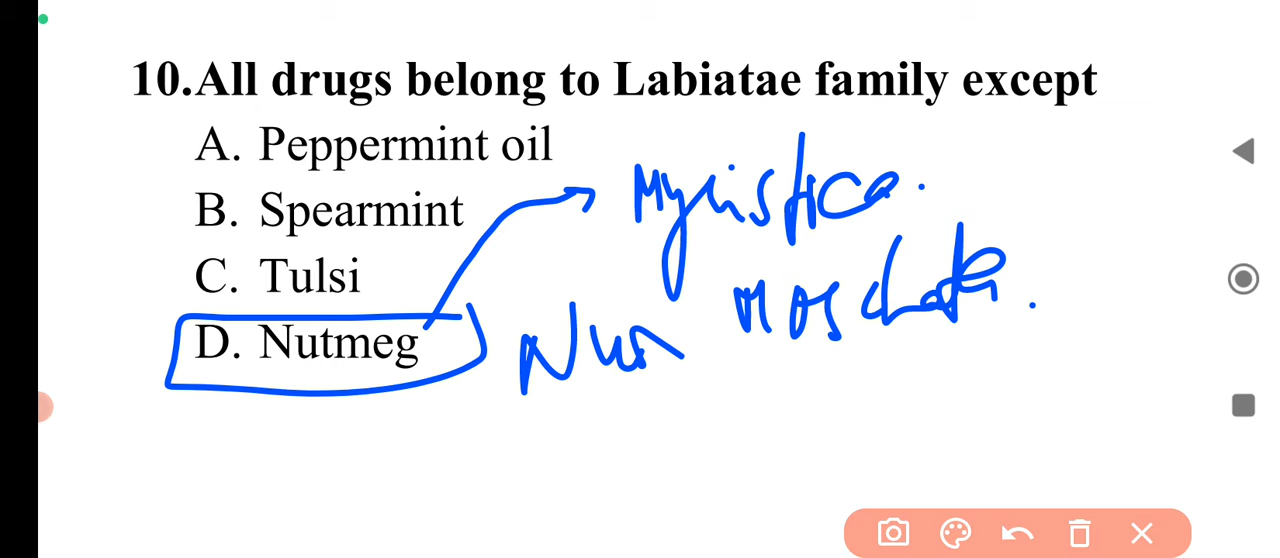 10.All drugs belong to Labiatae family except
A. Peppermint oil
B. Spearmint
C. Tulsi
D. Nutmeg
Myristica.
Nux moschata.